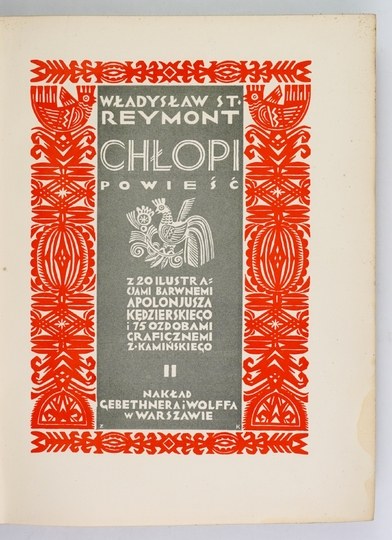 WŁADYSŁAW ST.
REYMONT
CHŁOPI
POWIEŚĆ
Z 20 ILUSTRA=
CJAMI BARWNEMI
APOLONJUSZA
KĘDZIERSKIEGO
i 75 OZDOBAMI
GRAFICZNEMI
Z·KAMIŃSKIEGO
II
NAKŁAD
GEBETHNERA i WOLFFA
W WARSZAWIE
Z K